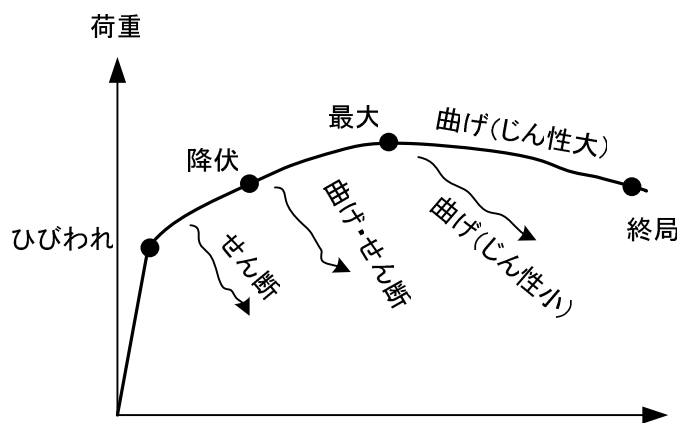 荷重
最大
曲げ(じん性大)
降伏
ひびわれ
せん断
曲げ・せん断
曲げ(じん性小)
終局